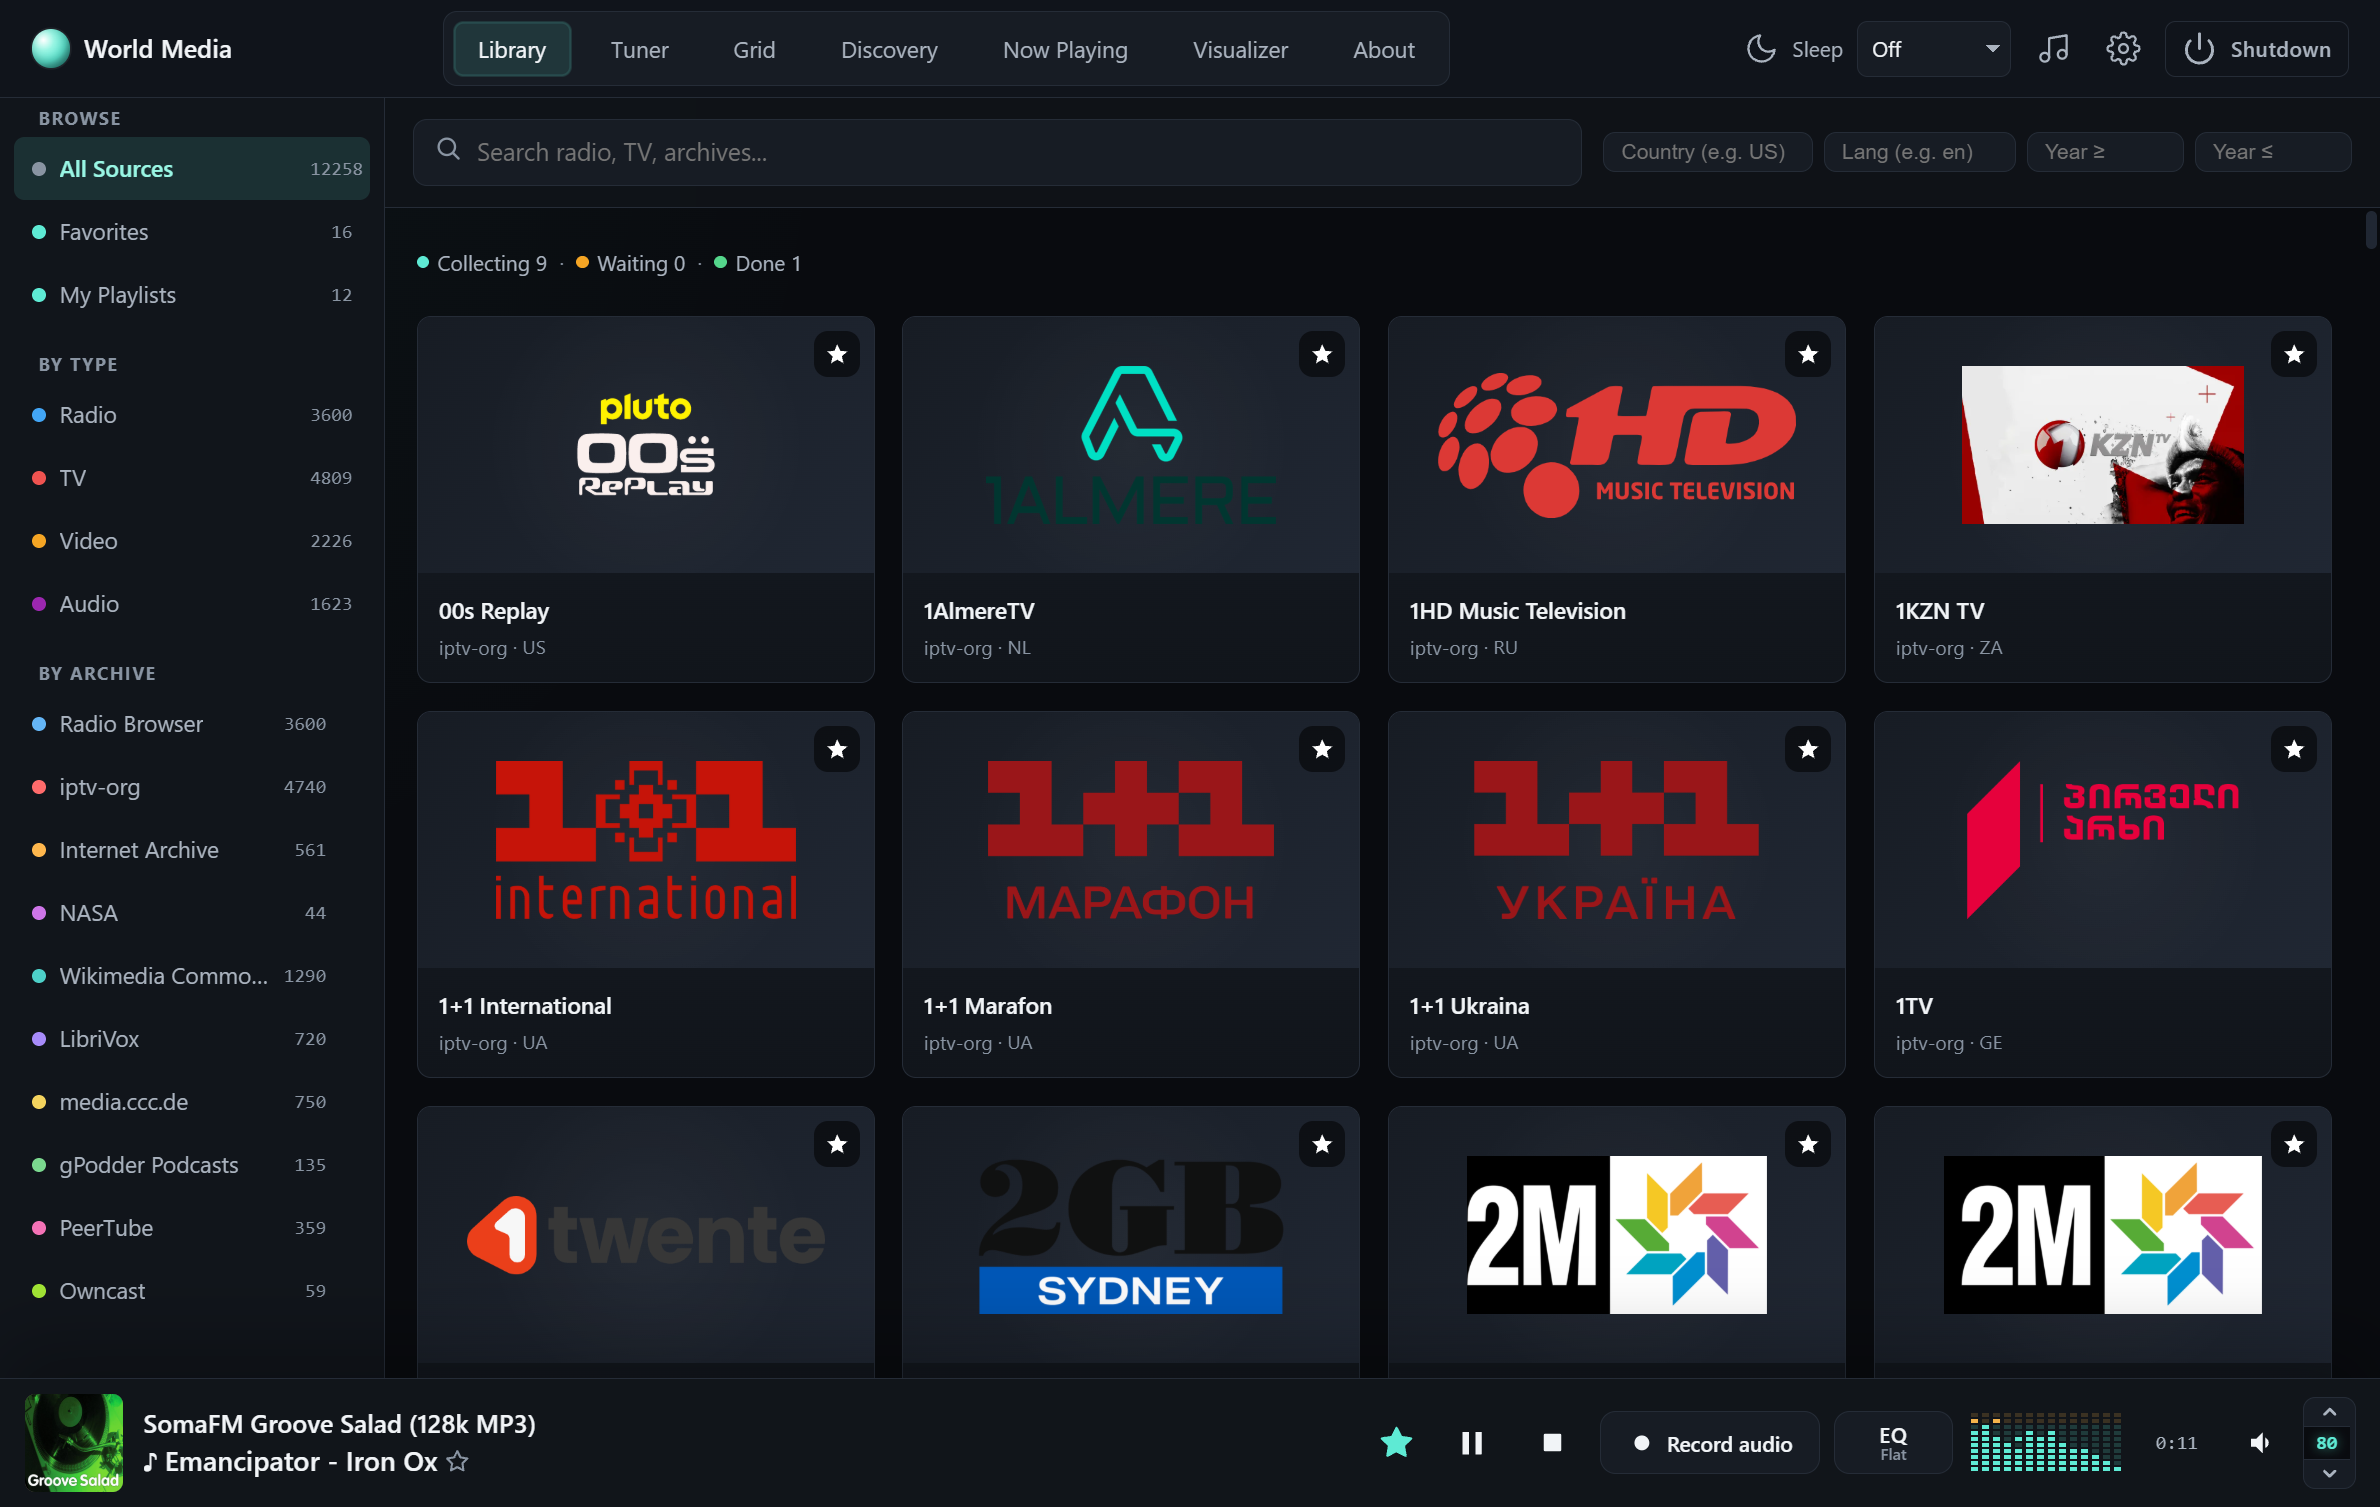 World Media
Library
Tuner
Grid
Discovery
Now Playing
Visualizer
About
Sleep
Off
Shutdown
BROWSE
All Sources 12258
Favorites 16
My Playlists 12
BY TYPE
Radio 3600
TV 4809
Video 2226
Audio 1623
BY ARCHIVE
Radio Browser 3600
iptv-org 4740
Internet Archive 561
NASA 44
Wikimedia Commo... 1290
LibriVox 720
media.ccc.de 750
gPodder Podcasts 135
PeerTube 359
Owncast 59
Search radio, TV, archives...
Country (e.g. US)
Lang (e.g. en)
Year ≥
Year ≤
Collecting 9 · Waiting 0 · Done 1
pluto
00s
RePLay
00s Replay
iptv-org · US
1ALMERE
1AlmereTV
iptv-org · NL
1HD
MUSIC TELEVISION
1HD Music Television
iptv-org · RU
1 KZN TV
1KZN TV
iptv-org · ZA
1+1
international
1+1 International
iptv-org · UA
1+1
МАРАФОН
1+1 Marafon
iptv-org · UA
1+1
УКРАЇНА
1+1 Ukraina
iptv-org · UA
პირველი
არხი
1TV
iptv-org · GE
1twente
2GB
SYDNEY
2M
2M
Groove Salad
SomaFM Groove Salad (128k MP3)
Emancipator - Iron Ox
Record audio
EQ
Flat
0:11
80